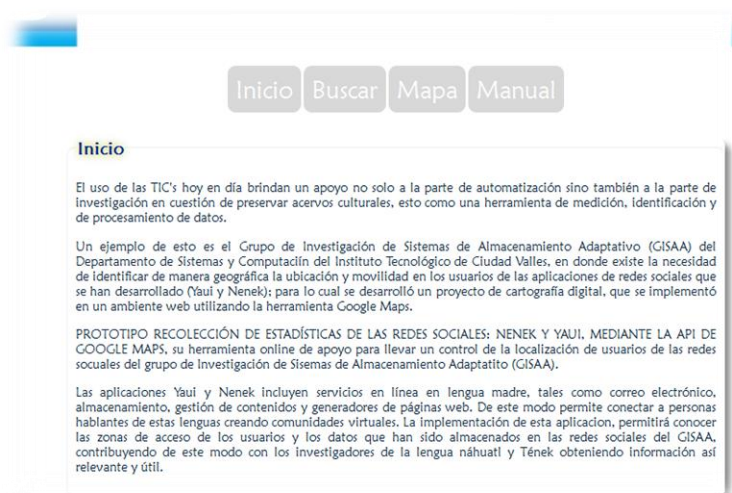 Inicio Buscar Mapa Manual
Inicio
El uso de las TIC's hoy en día brindan un apoyo no solo a la parte de automatización sino también a la parte de
investigación en cuestión de preservar acervos culturales, esto como una herramienta de medición, identificación y
de procesamiento de datos.
Un ejemplo de esto es el Grupo de Investigación de Sistemas de Almacenamiento Adaptativo (GISAA) del
Departamento de Sistemas y Computaciín del Instituto Tecnológico de Ciudad Valles, en donde existe la necesidad
de identificar de manera geográfica la ubicación y movilidad en los usuarios de las aplicaciones de redes sociales que
se han desarrollado (Yaui y Nenek); para lo cual se desarrolló un proyecto de cartografía digital, que se implementó
en un ambiente web utilizando la herramienta Google Maps.
PROTOTIPO RECOLECCIÓN DE ESTADÍSTICAS DE LAS REDES SOCIALES: NENEK Y YAUI, MEDIANTE LA API DE
GOOGLE MAPS, su herramienta online de apoyo para llevar un control de la localización de usuarios de las redes
socuales del grupo de Investigación de Sisemas de Almacenamiento Adaptatito (GISAA).
Las aplicaciones Yaui y Nenek incluyen servicios en línea en lengua madre, tales como correo electrónico,
almacenamiento, gestión de contenidos y generadores de páginas web. De este modo permite conectar a personas
hablantes de estas lenguas creando comunidades virtuales. La implementación de esta aplicacion, permitirá conocer
las zonas de acceso de los usuarios y los datos que han sido almacenados en las redes sociales del GISAA,
contribuyendo de este modo con los investigadores de la lengua náhuatl y Tének obteniendo información así
relevante y útil.